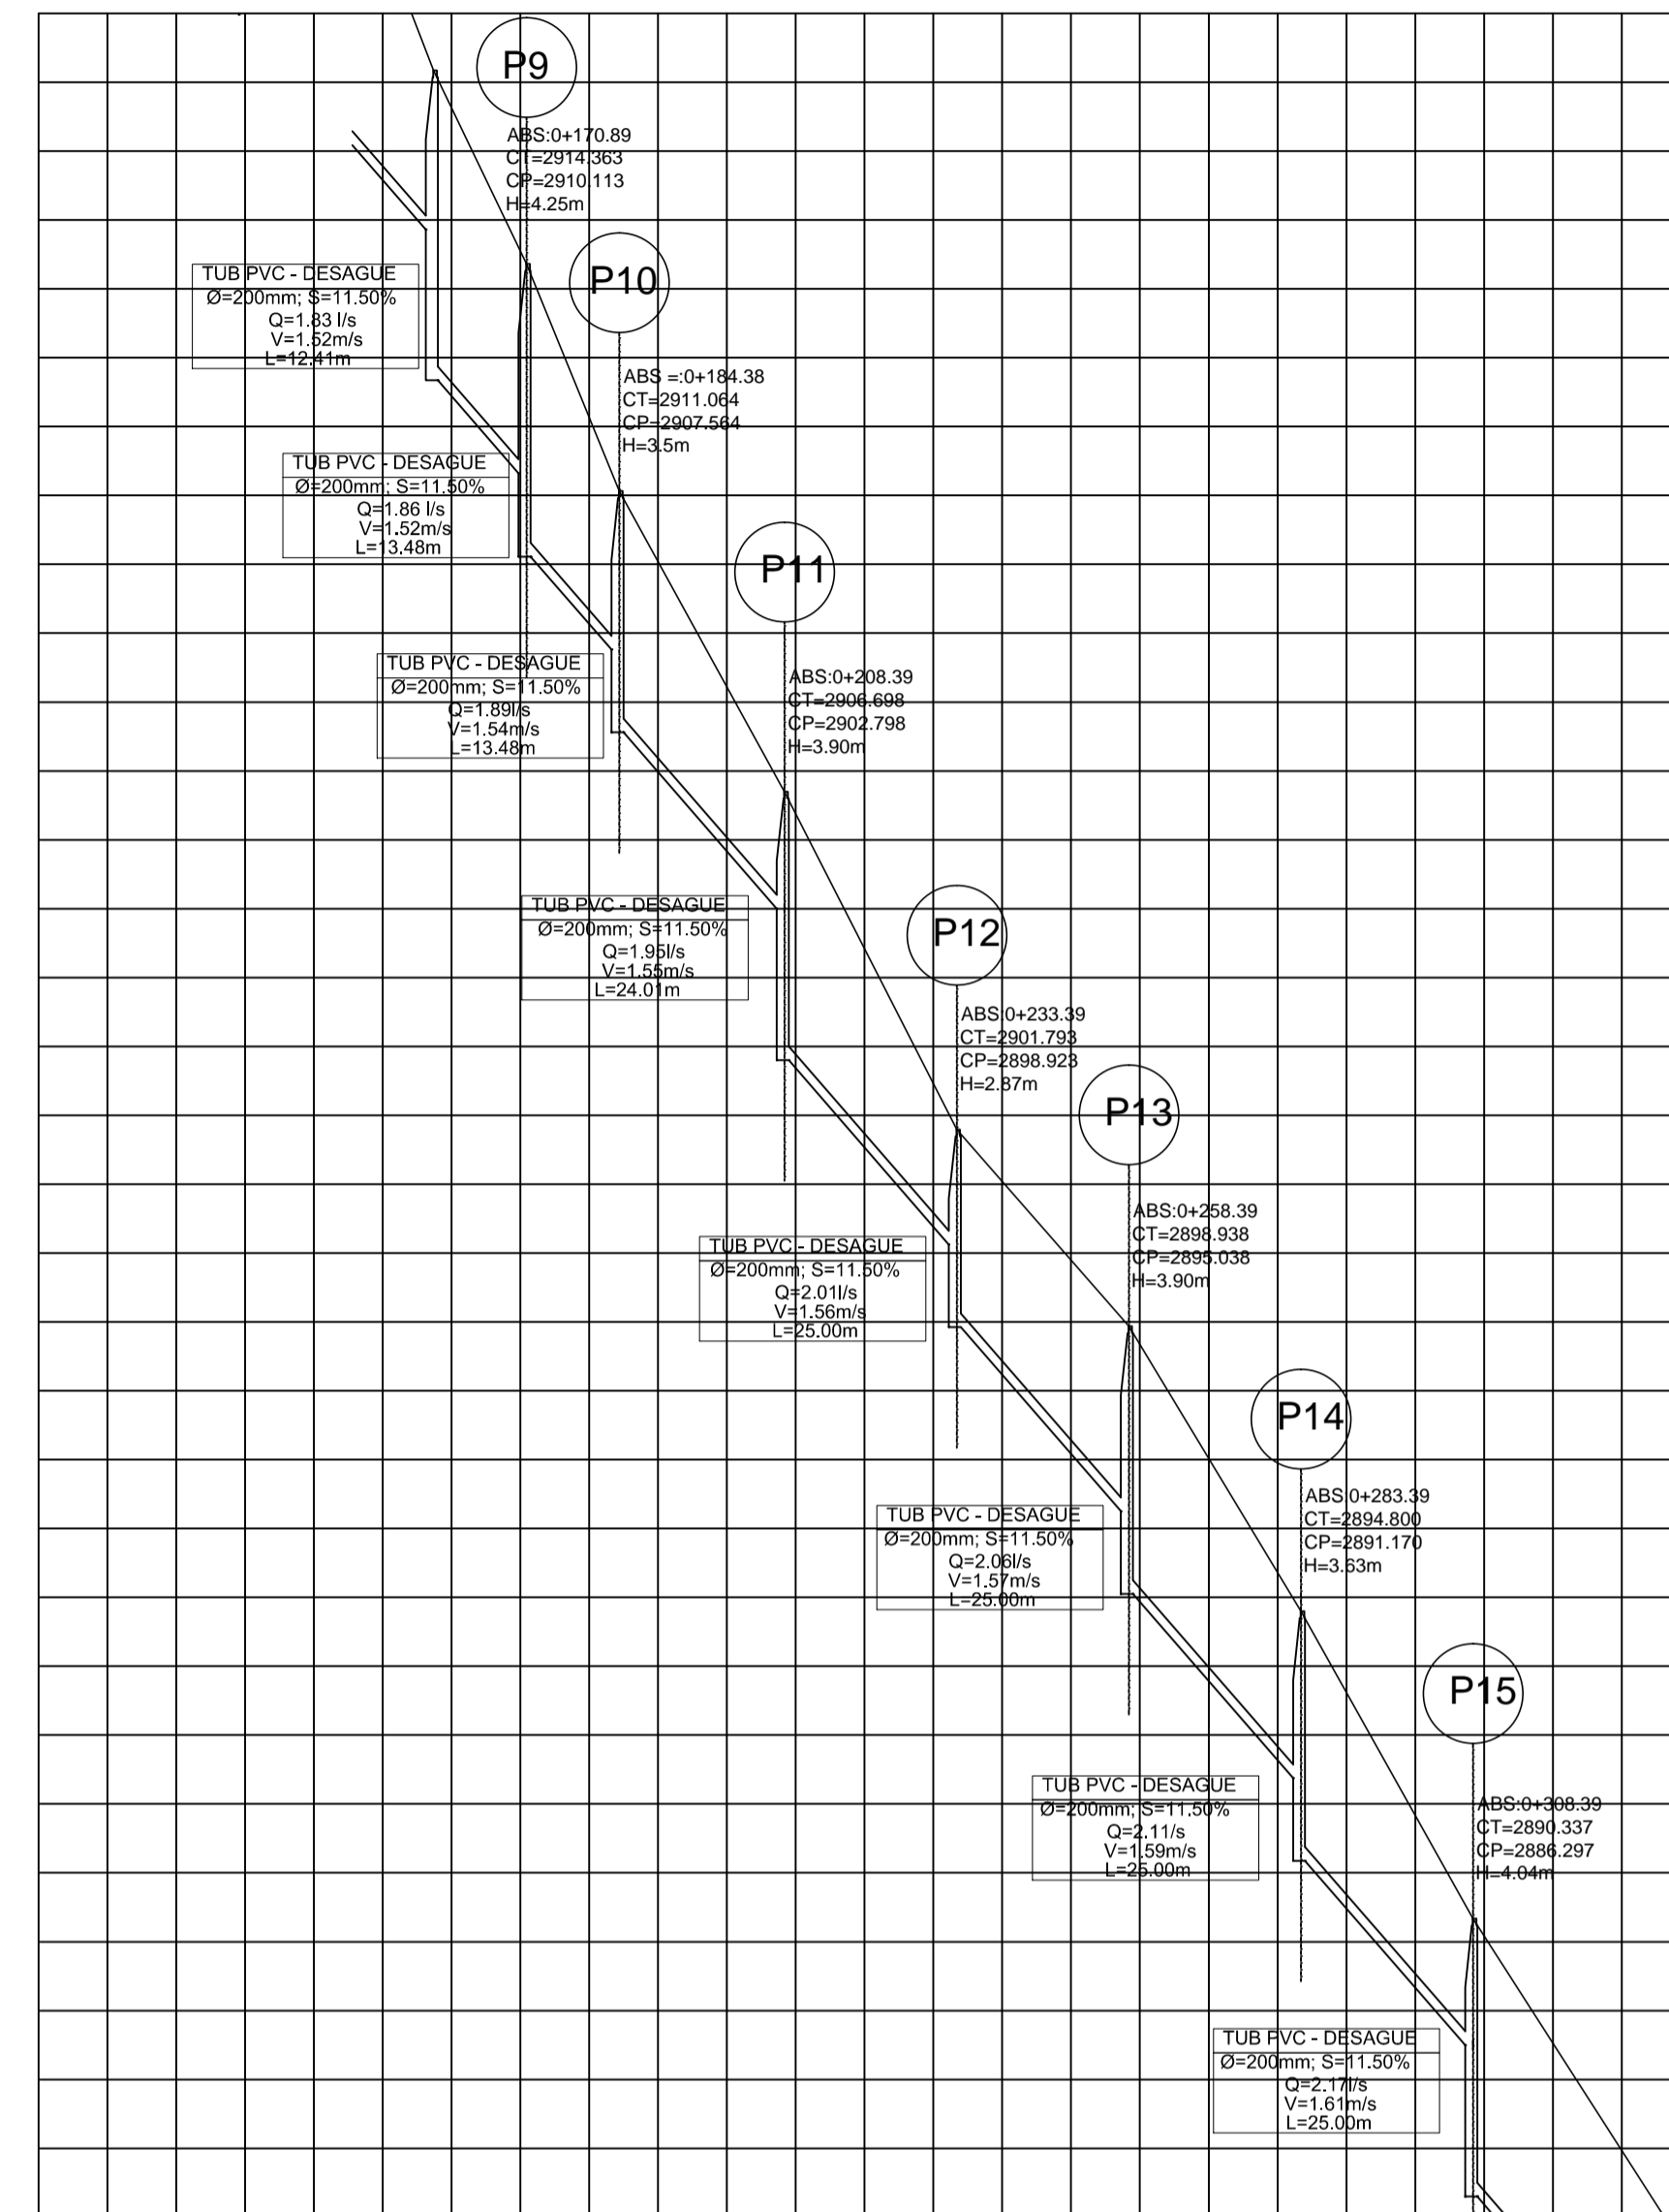 P9
ABS:0+170.89
CT=2914.363
CP=2910.113
H=4.25m
P10
TUB PVC - DESAGUE
Ø=200mm; S=11.50%
Q=1.83 l/s
V=1.52m/s
L=12.41m
ABS =:0+184.38
CT=2911.064
CP=2907.564
H=3.5m
TUB PVC - DESAGUE
Ø=200mm; S=11.50%
Q=1.86 l/s
V=1.52m/s
L=13.48m
P11
TUB PVC - DESAGUE
Ø=200mm; S=11.50%
Q=1.89l/s
V=1.54m/s
L=13.48m
ABS:0+208.39
CT=2906.698
CP=2902.798
H=3.90m
TUB PVC - DESAGUE
Ø=200mm; S=11.50%
Q=1.95l/s
V=1.55m/s
L=24.01m
P12
ABS:0+233.39
CT=2901.793
CP=2898.923
H=2.87m
P13
ABS:0+258.39
CT=2898.938
CP=2895.038
H=3.90m
TUB PVC - DESAGUE
Ø=200mm; S=11.50%
Q=2.01l/s
V=1.56m/s
L=25.00m
P14
ABS:0+283.39
CT=2894.800
CP=2891.170
H=3.63m
TUB PVC - DESAGUE
Ø=200mm; S=11.50%
Q=2.06l/s
V=1.57m/s
L=25.00m
P15
TUB PVC - DESAGUE
Ø=200mm; S=11.50%
Q=2.11/s
V=1.59m/s
L=25.00m
ABS:0+308.39
CT=2890.337
CP=2886.297
H=4.04m
TUB PVC - DESAGUE
Ø=200mm; S=11.50%
Q=2.17l/s
V=1.61m/s
L=25.00m